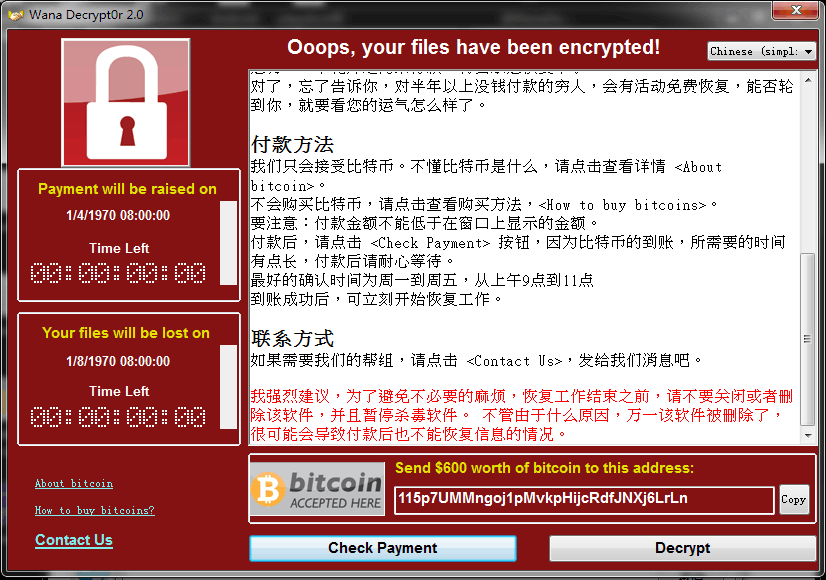 Wana Decrypt0r 2.0
Ooops, your files have been encrypted!
Chinese (simpl:
对了，忘了告诉你，对半年以上没钱付款的穷人，会有活动免费恢复，能否轮
到你，就要看您的运气怎么样了。
付款方法
我们只会接受比特币。不懂比特币是什么，请点击查看详情 <About
bitcoin>。
不会购买比特币，请点击查看购买方法，<How to buy bitcoins>。
要注意：付款金额不能低于在窗口上显示的金额。
付款后，请点击 <Check Payment> 按钮，因为比特币的到账，所需要的时间
有点长，付款后请耐心等待。
最好的确认时间为周一到周五，从上午9点到11点
到账成功后，可立刻开始恢复工作。
联系方式
如果需要我们的帮组，请点击 <Contact Us>，发给我们消息吧。
我强烈建议，为了避免不必要的麻烦，恢复工作结束之前，请不要关闭或者删
除该软件，并且暂停杀毒软件。 不管由于什么原因，万一该软件被删除了，
很可能会导致付款后也不能恢复信息的情况。
Payment will be raised on
1/4/1970 08:00:00
Time Left
00:00:00:00
Your files will be lost on
1/8/1970 08:00:00
Time Left
00:00:00:00
About bitcoin
How to buy bitcoins?
Contact Us
bitcoin
ACCEPTED HERE
Send $600 worth of bitcoin to this address:
115p7UMMngoj1pMvkpHijcRdfJNXj6LrLn
Copy
Check Payment
Decrypt